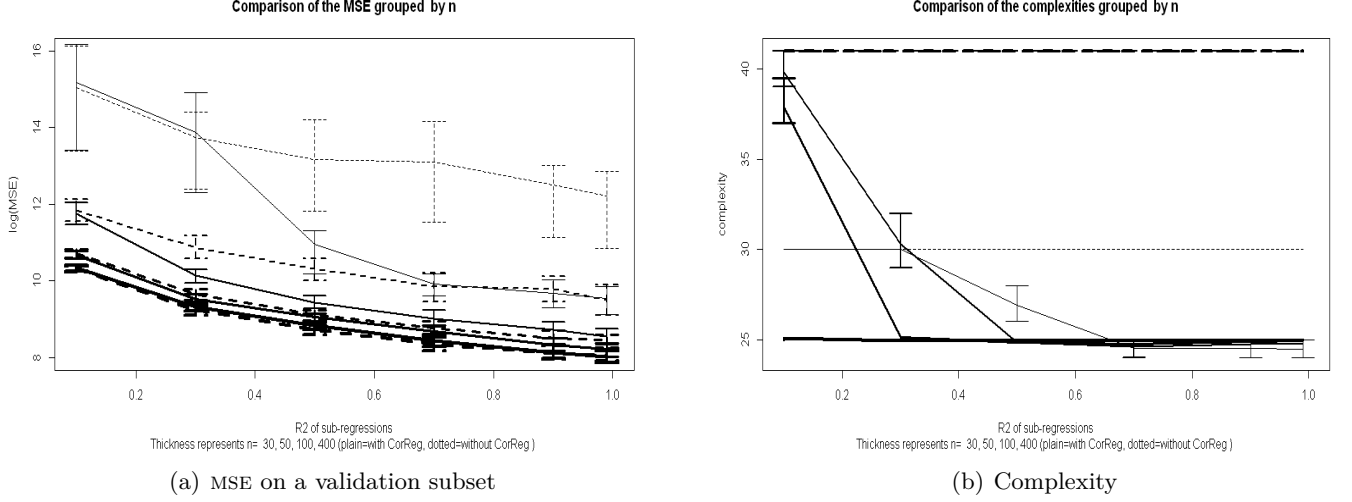 Comparison of the MSE grouped by n
log(MSE)
16
14
12
10
8
0.2 0.4 0.6 0.8 1.0
R2 of sub-regressions
Thickness represents n= 30, 50, 100, 400 (plain=with CorReg, dotted=without CorReg )
(a) MSE on a validation subset
Comparison of the complexities grouped by n
complexity
40
35
30
25
0.2 0.4 0.6 0.8 1.0
R2 of sub-regressions
Thickness represents n= 30, 50, 100, 400 (plain=with CorReg, dotted=without CorReg )
(b) Complexity